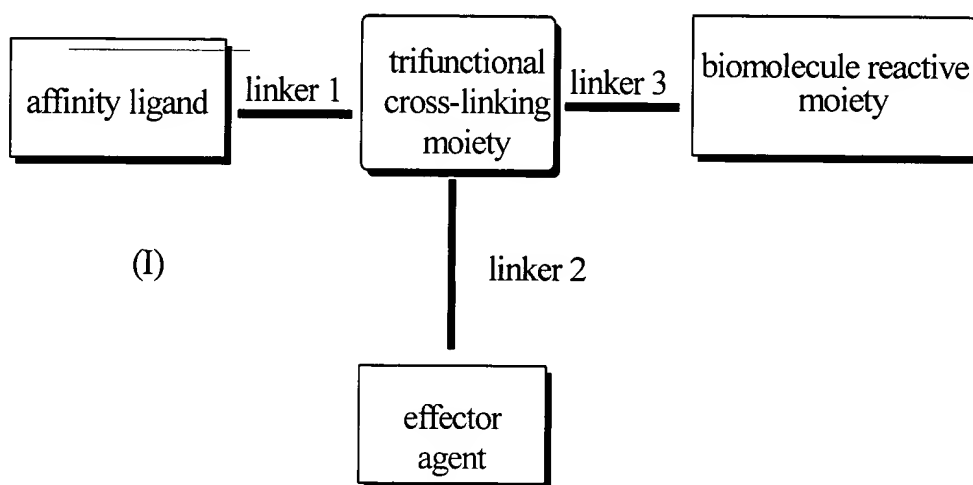 affinity ligand
linker 1
trifunctional
cross-linking
moiety
linker 3
biomolecule reactive
moiety
(I)
linker 2
effector
agent